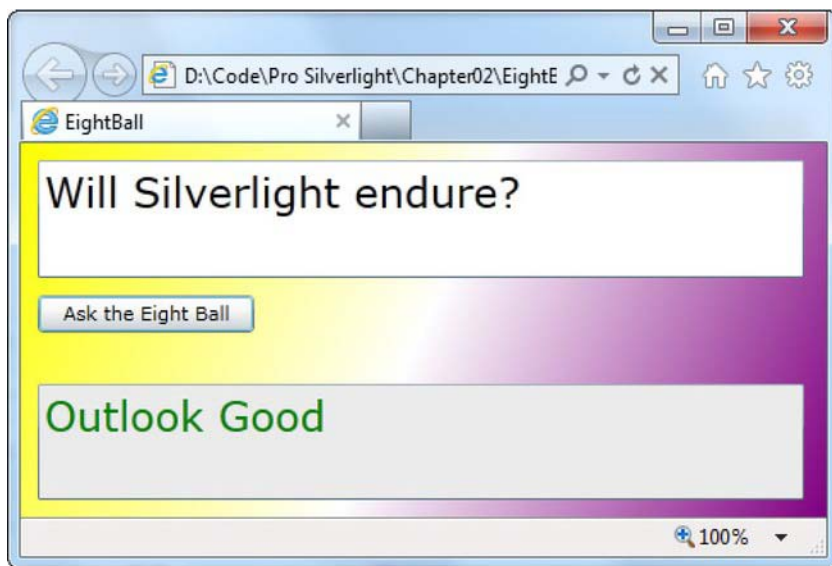 D:\Code\Pro Silverlight\Chapter02\EightE
EightBall
Will Silverlight endure?
Ask the Eight Ball
Outlook Good
100%